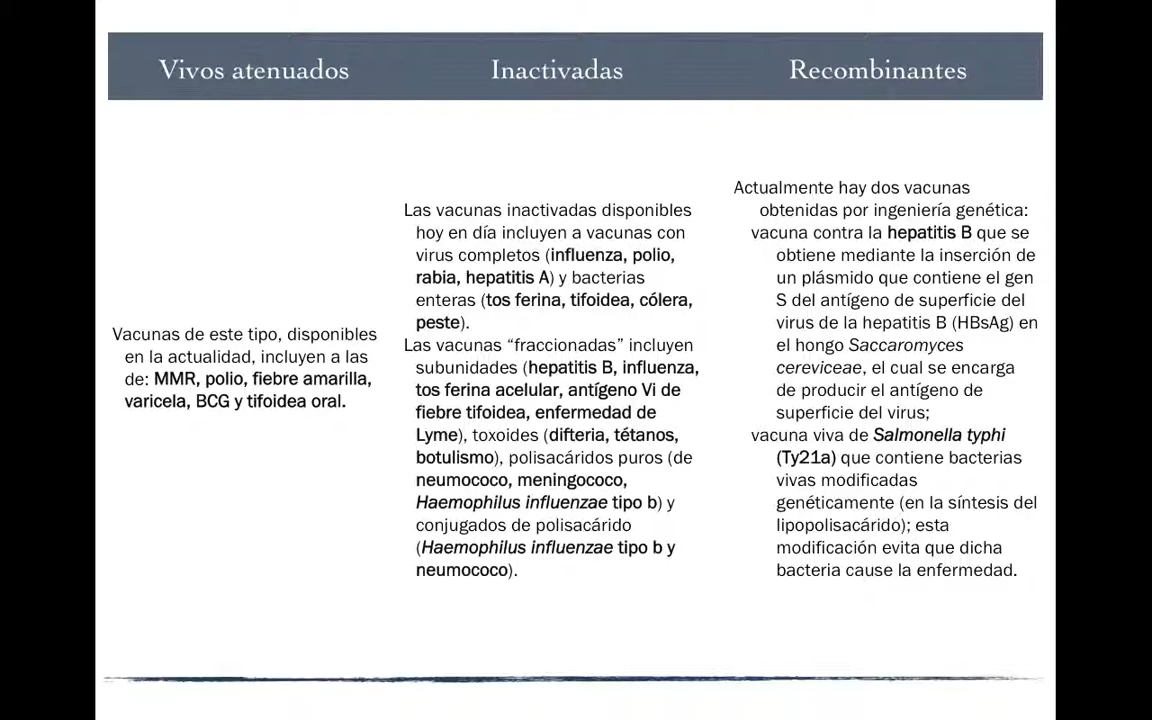 Vivos atenuados
Inactivadas
Recombinantes
Vacunas de este tipo, disponibles
en la actualidad, incluyen a las
de: MMR, polio, fiebre amarilla,
varicela, BCG y tifoidea oral.
Las vacunas inactivadas disponibles
hoy en día incluyen a vacunas con
virus completos (influenza, polio,
rabia, hepatitis A) y bacterias
enteras (tos ferina, tifoidea, cólera,
peste).
Las vacunas “fraccionadas” incluyen
subunidades (hepatitis B, influenza,
tos ferina acelular, antígeno Vi de
fiebre tifoidea, enfermedad de
Lyme), toxoides (difteria, tétanos,
botulismo), polisacáridos puros (de
neumococo, meningococo,
Haemophilus influenzae tipo b) y
conjugados de polisacárido
(Haemophilus influenzae tipo b y
neumococo).
Actualmente hay dos vacunas
obtenidas por ingeniería genética:
vacuna contra la hepatitis B que se
obtiene mediante la inserción de
un plásmido que contiene el gen
S del antígeno de superficie del
virus de la hepatitis B (HBsAg) en
el hongo Saccaromyces
cereviceae, el cual se encarga
de producir el antígeno de
superficie del virus;
vacuna viva de Salmonella typhi
(Ty21a) que contiene bacterias
vivas modificadas
genéticamente (en la síntesis del
lipopolisacárido); esta
modificación evita que dicha
bacteria cause la enfermedad.